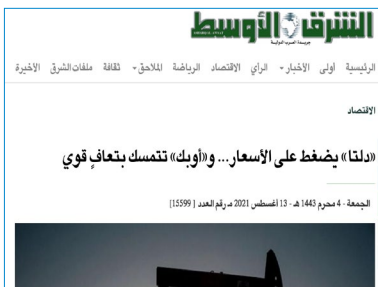 الشرق الأوسط
جريدة العرب الدولية
الرئيسية أولى الأخبار الرأي الاقتصاد الرياضة الملاحق ثقافة ملفات الشرق الأخيرة
الاقتصاد
«دلتا» يضغط على الأسعار... و«أوبك» تتمسك بتعافٍ قوي
الجمعة - 4 محرم 1443 هـ - 13 أغسطس 2021 مـ رقم العدد [15599]